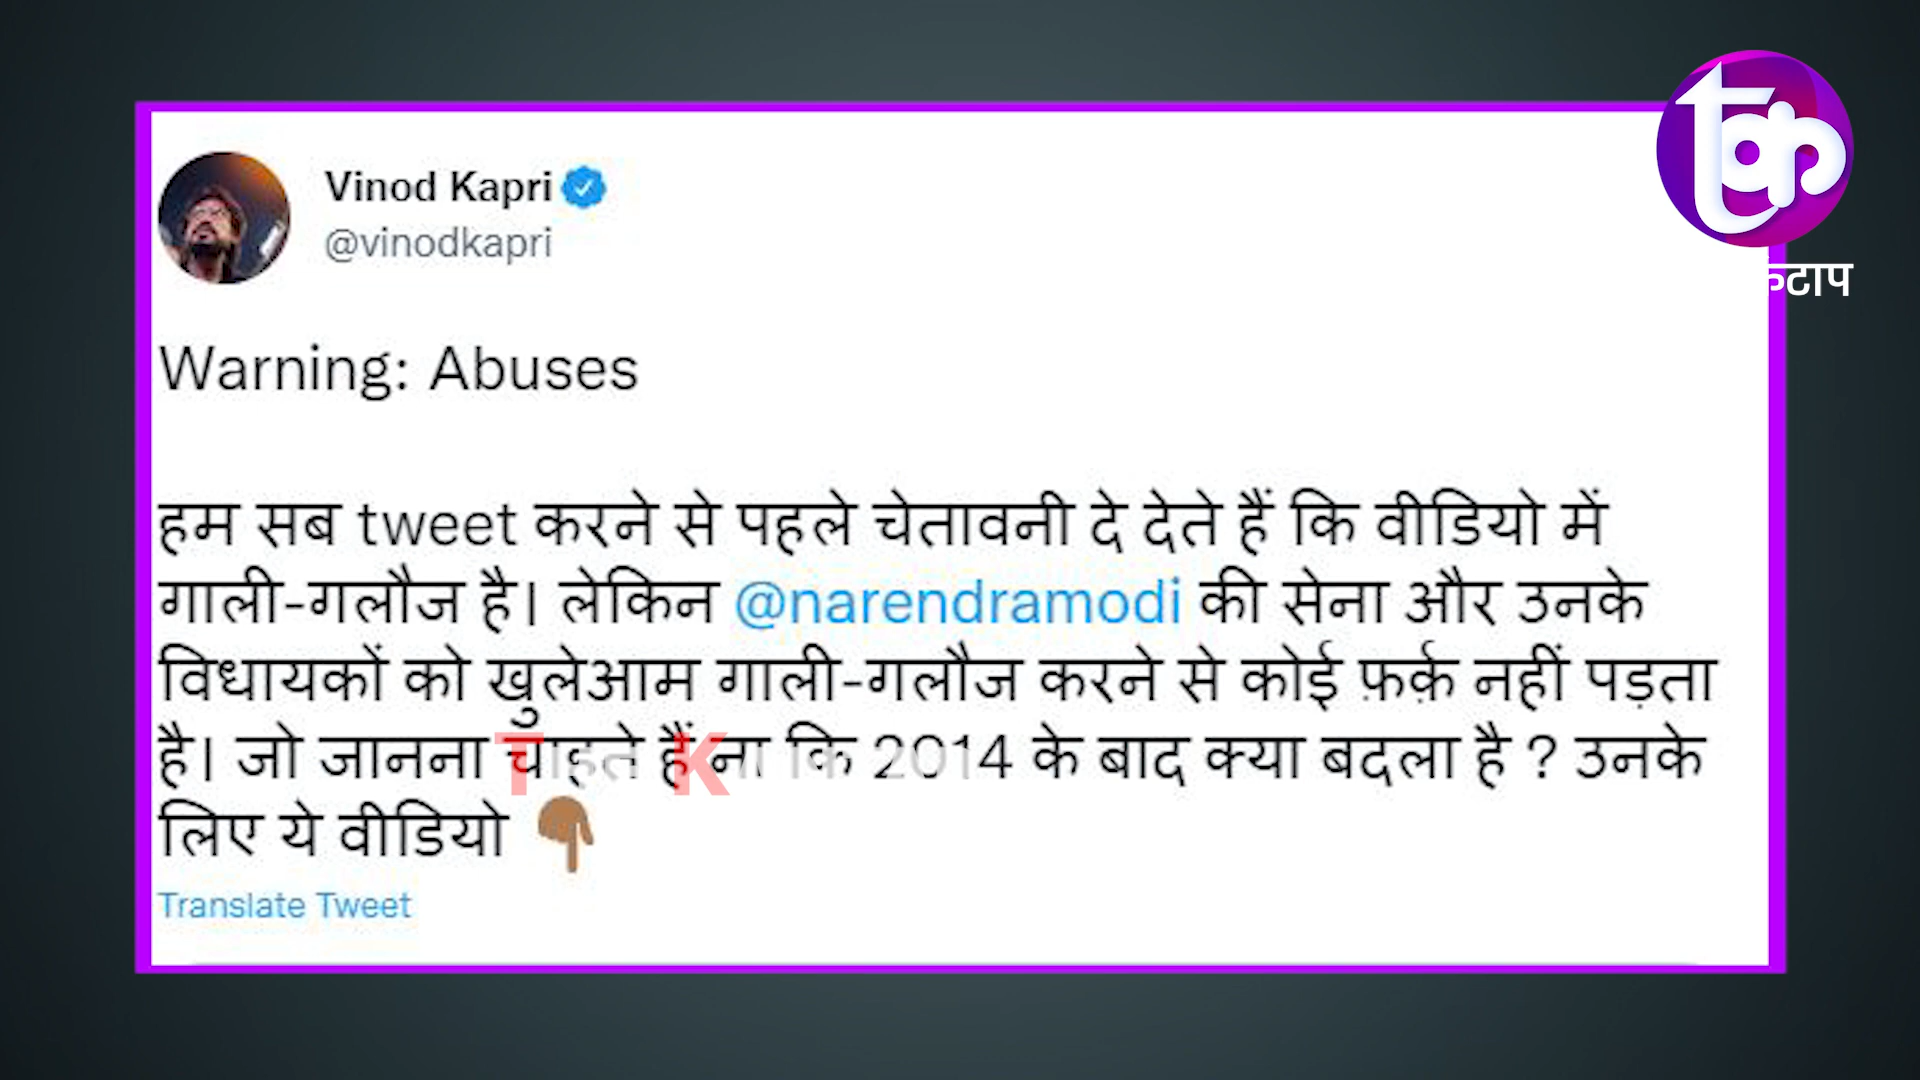 Vinod Kapri
@vinodkapri
Warning: Abuses
हम सब tweet करने से पहले चेतावनी दे देते हैं कि वीडियो में
गाली-गलौज है। लेकिन @narendramodi की सेना और उनके
विधायकों को खुलेआम गाली-गलौज करने से कोई फ़र्क़ नहीं पड़ता
है। जो जानना चाहते हैं ना कि 2014 के बाद क्या बदला है ? उनके
लिए ये वीडियो
Translate Tweet